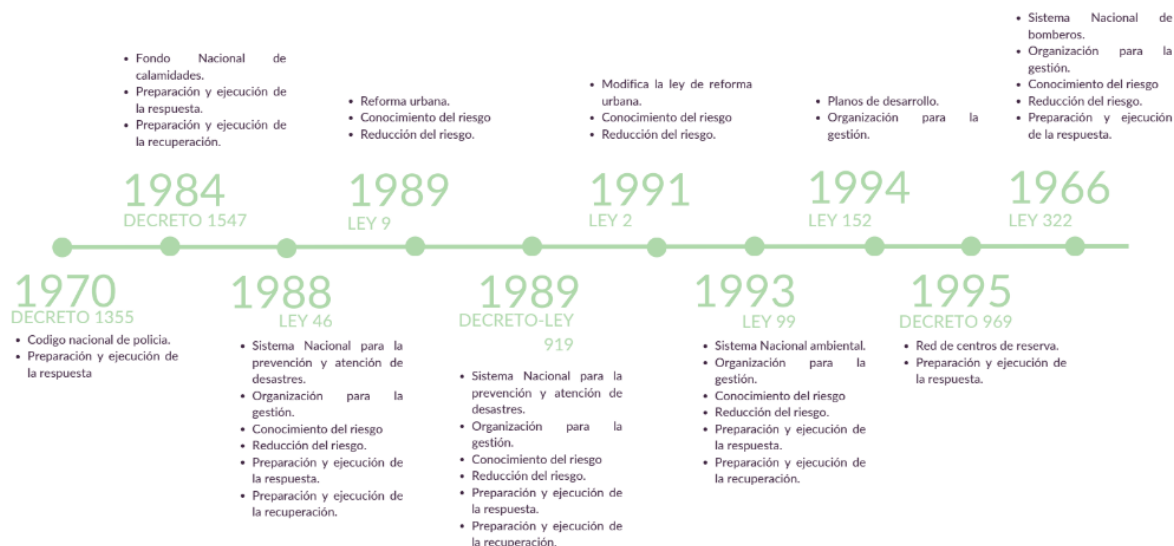 • Fondo Nacional de
calamidades.
• Preparación y ejecución de
la respuesta.
• Preparación y ejecución de
la recuperación.
1984
DECRETO 1547
• Reforma urbana.
• Conocimiento del riesgo
• Reducción del riesgo.
1989
LEY 9
• Modifica la ley de reforma
urbana.
• Conocimiento del riesgo
• Reducción del riesgo.
1991
LEY 2
• Planos de desarrollo.
• Organización para la
gestión.
1994
LEY 152
• Sistema Nacional de
bomberos.
• Organización para la
gestión.
• Conocimiento del riesgo
• Reducción del riesgo.
• Preparación y ejecución
de la respuesta.
1966
LEY 322
1970
DECRETO 1355
• Codigo nacional de policia.
• Preparación y ejecución de
la respuesta
1988
LEY 46
• Sistema Nacional para la
prevención y atención de
desastres.
• Organización para la
gestión.
• Conocimiento del riesgo
• Reducción del riesgo.
• Preparación y ejecución de
la respuesta.
• Preparación y ejecución de
la recuperación.
1989
DECRETO-LEY
919
• Sistema Nacional para la
prevención y atención de
desastres.
• Organización para la
gestión.
• Conocimiento del riesgo
• Reducción del riesgo.
• Preparación y ejecución de
la respuesta.
• Preparación y ejecución de
la recuperación.
1993
LEY 99
• Sistema Nacional ambiental.
• Organización para la
gestión.
• Conocimiento del riesgo
• Reducción del riesgo.
• Preparación y ejecución de
la respuesta.
• Preparación y ejecución de
la recuperación.
1995
DECRETO 969
• Red de centros de reserva.
• Preparación y ejecución de
la respuesta.